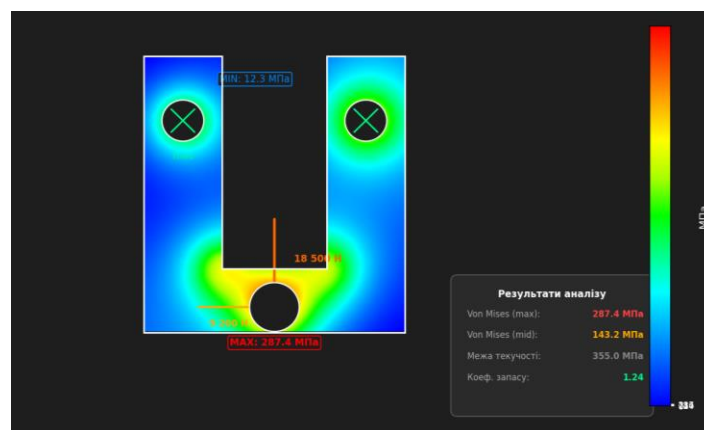 MIN: 12.3 МПа
18 500 Н
MAX: 287.4 МПа
МПа
Результати аналізу
Von Mises (max): 287.4 МПа
Von Mises (mid): 143.2 МПа
Межа текучості: 355.0 МПа
Коеф. запасу: 1.24